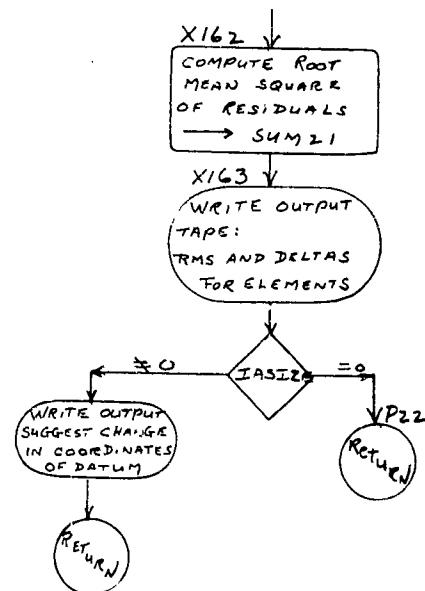 X162
COMPUTE ROOT
MEAN SQUARE
OF RESIDUALS
→ SUM21
X163
WRITE OUTPUT
TAPE:
RMS AND DELTAS
FOR ELEMENTS
≠0
=0
P22
WRITE OUTPUT
SUGGEST CHANGE
IN COORDINATES
OF DATUM
RETURN
RETURN